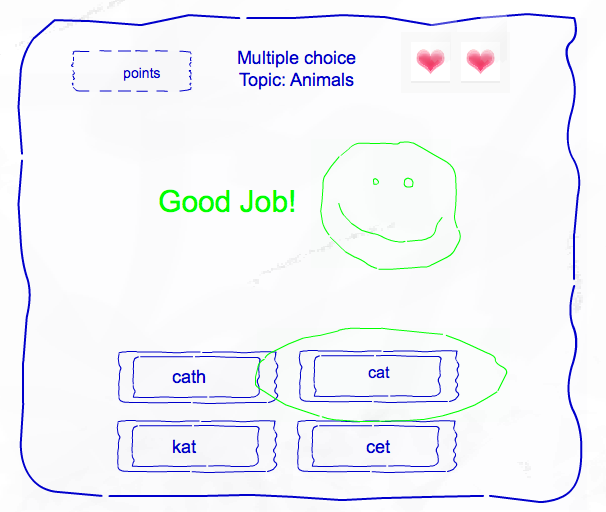 points
Multiple choice
Topic: Animals
Good Job!
cath
cat
kat
cet